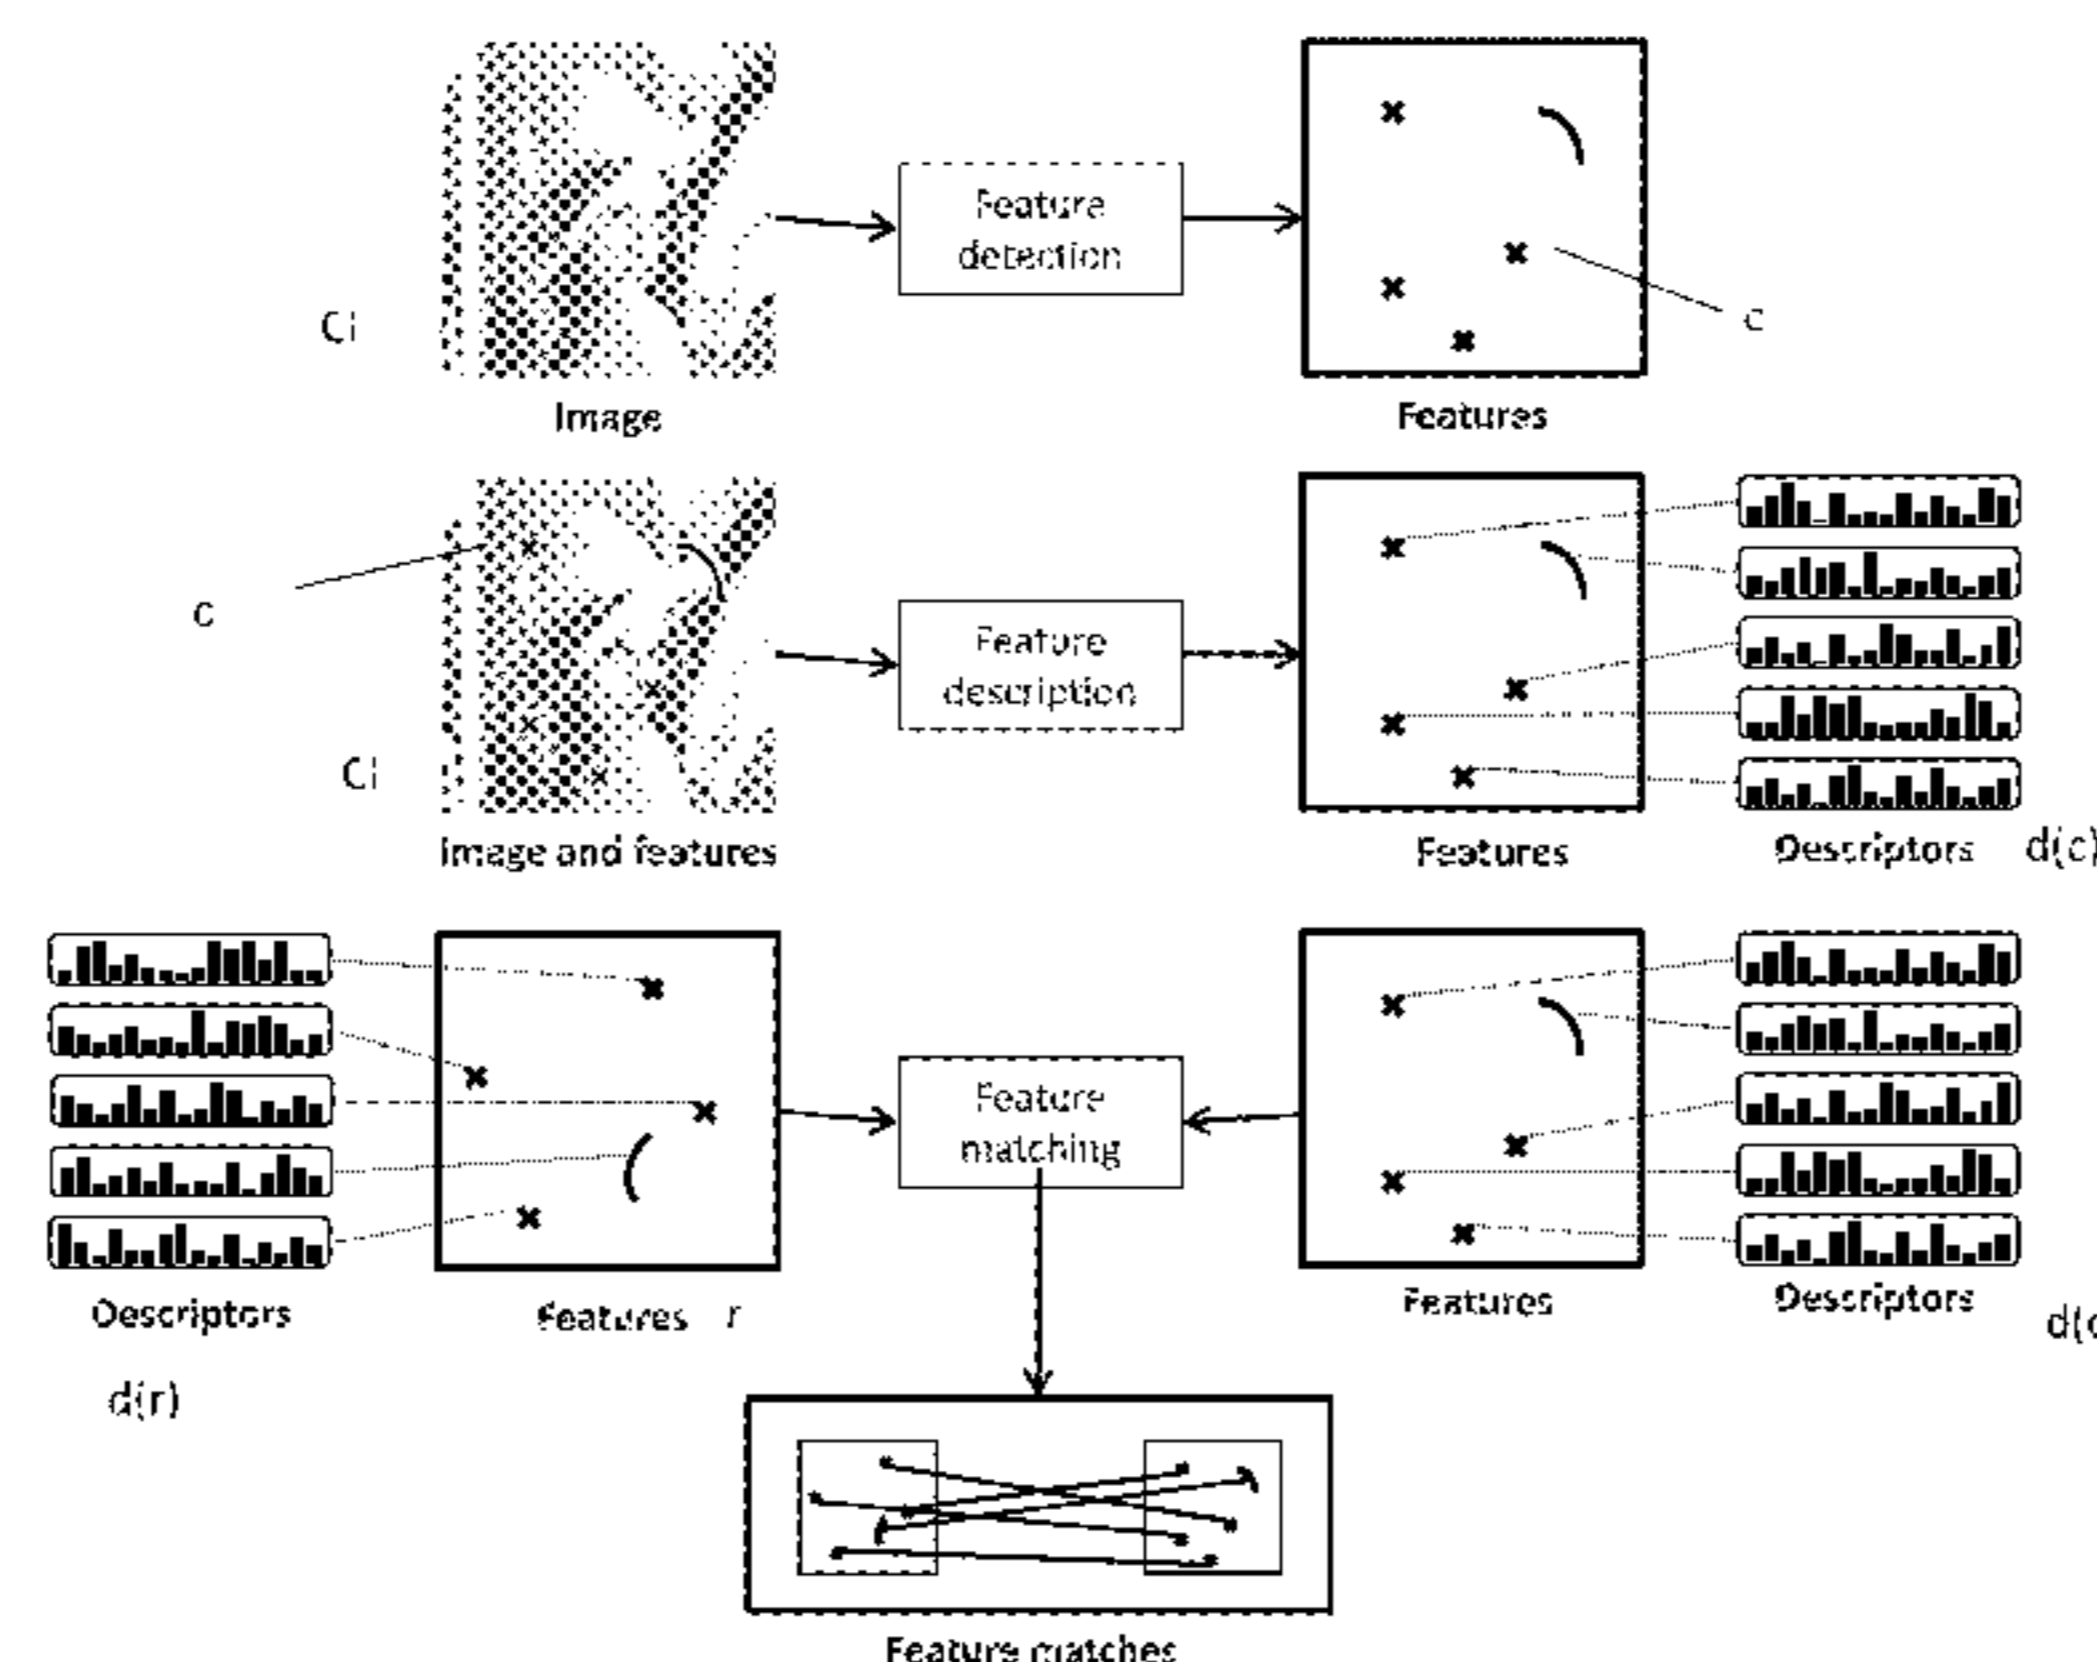 Feature
detection
CI
c
Image
Features
c
Feature
description
CI
Image and features
Features
Descriptors
d(c)
Feature
matching
Descriptors
Features r
Features
Descriptors
d(r)
Feature matches